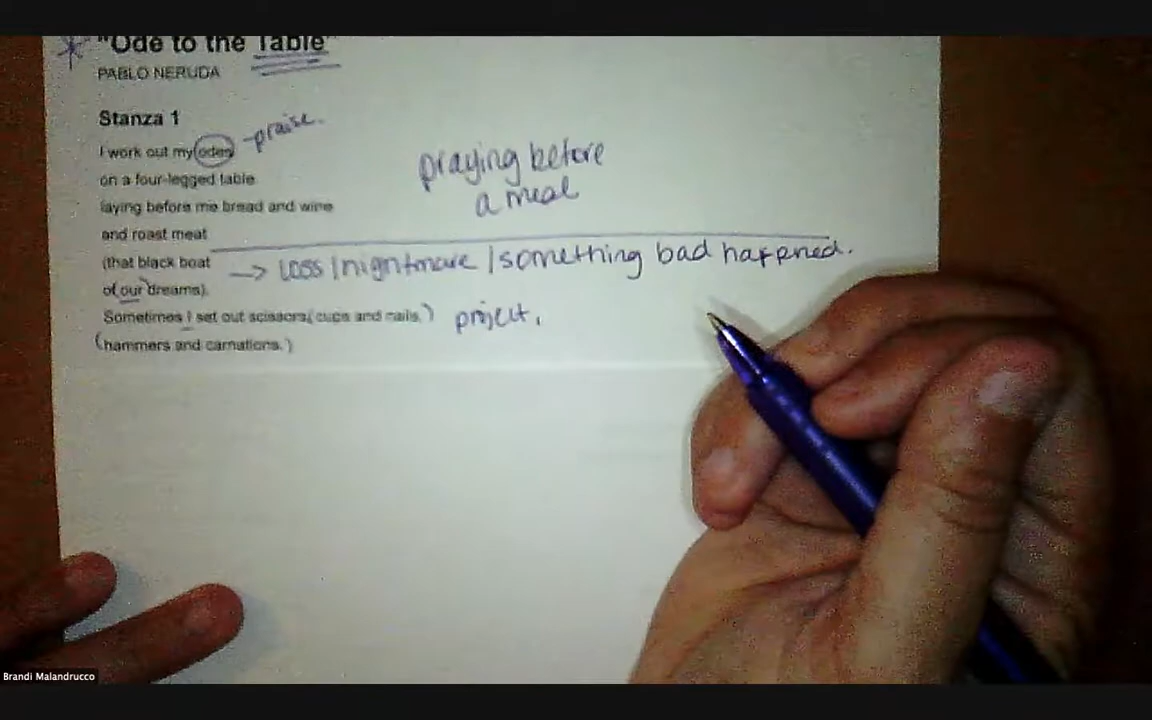 "Ode to the Table"
PABLO NERUDA
Stanza 1
I work out my odes -praise.
on a four-legged table
laying before me bread and wine
and roast meat
praying before
a meal
(that black boat → Loss/nightmare/something bad happned.
of our dreams).
Sometimes I set out scissors (cups and nails,) project.
(hammers and carnations.)
Brandi Malandrucco